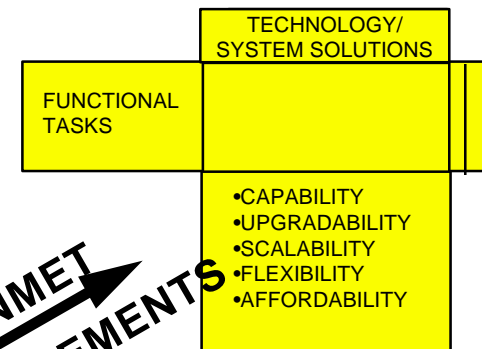 TECHNOLOGY/
SYSTEM SOLUTIONS
FUNCTIONAL
TASKS
•CAPABILITY
•UPGRADABILITY
•SCALABILITY
•FLEXIBILITY
•AFFORDABILITY